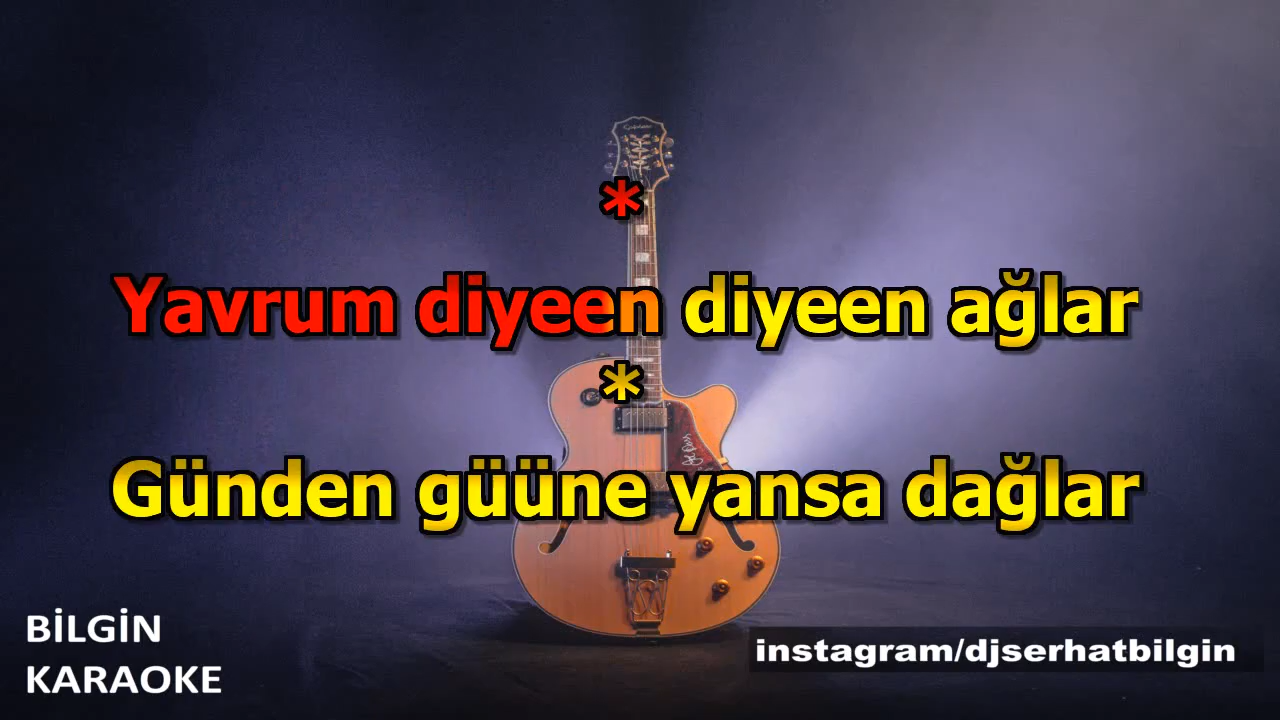 *
Yavrum diyeen diyeen ağlar
*
Günden güüne yansa dağlar
BİLGİN
KARAOKE
instagram/djserhatbilgin